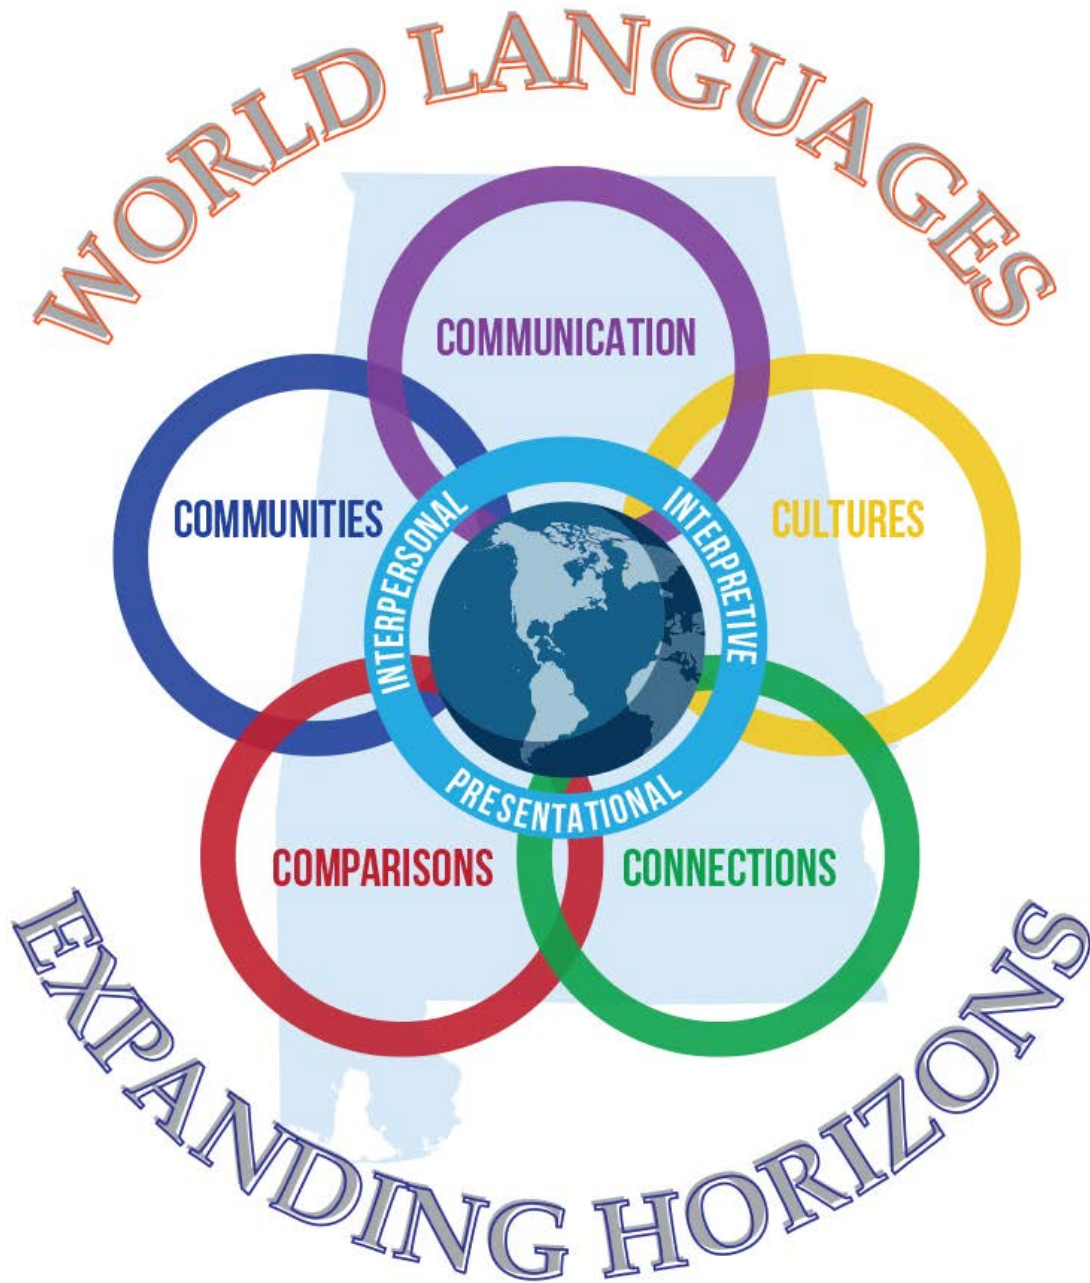 WORLD LANGUAGES
COMMUNICATION
COMMUNITIES
CULTURES
INTERPERSONAL
INTERPRETIVE
PRESENTATIONAL
COMPARISONS
CONNECTIONS
EXPANDING HORIZONS